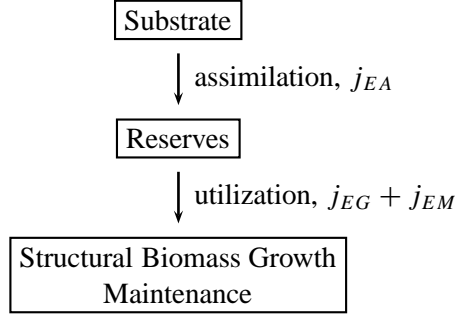 Substrate
assimilation, j_{EA}
Reserves
utilization, j_{EG} + j_{EM}
Structural Biomass Growth
Maintenance